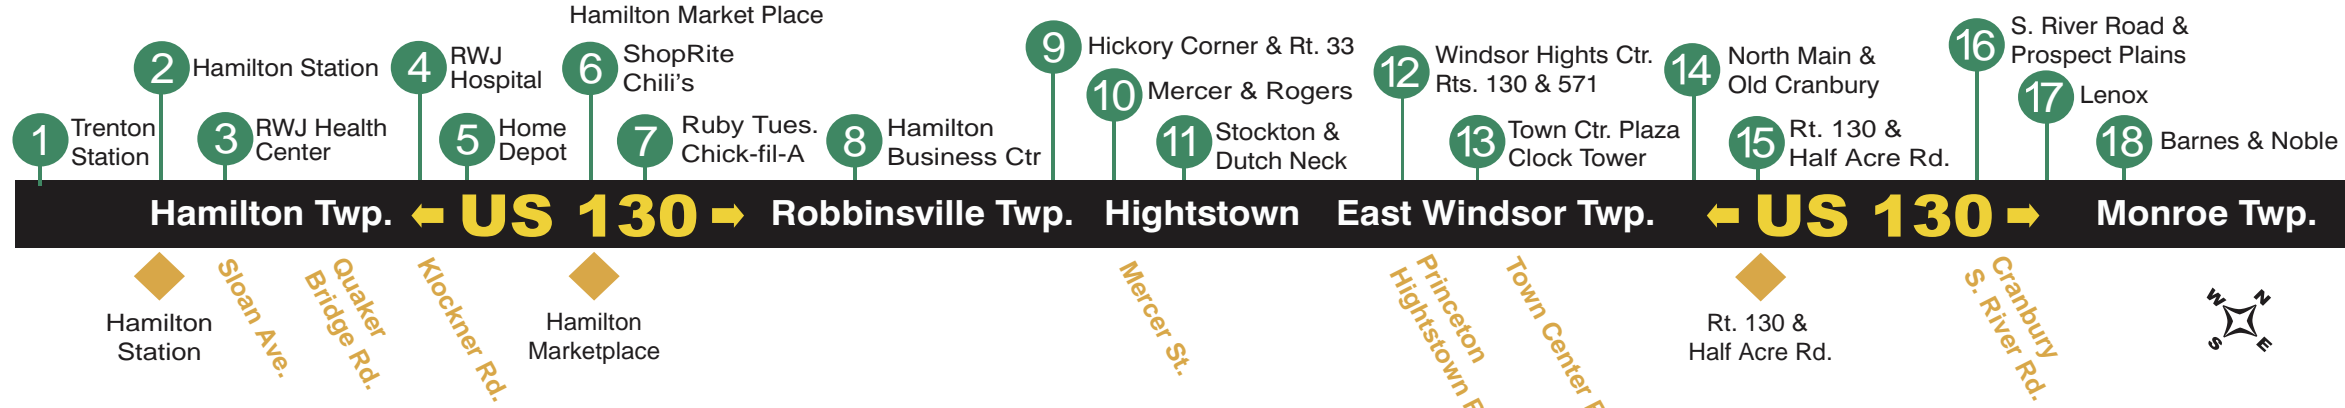 Hamilton Market Place
1 Trenton
Station
2 Hamilton Station
3 RWJ Health
Center
4 RWJ
Hospital
5 Home
Depot
6 ShopRite
Chili's
7 Ruby Tues.
Chick-fil-A
8 Hamilton
Business Ctr
9 Hickory Corner & Rt. 33
10 Mercer & Rogers
11 Stockton &
Dutch Neck
12 Windsor Hights Ctr.
Rts. 130 & 571
13 Town Ctr. Plaza
Clock Tower
14 North Main &
Old Cranbury
15 Rt. 130 &
Half Acre Rd.
16 S. River Road &
Prospect Plains
17 Lenox
18 Barnes & Noble
Hamilton Twp. US 130 Robbinsville Twp. Hightstown East Windsor Twp. US 130 Monroe Twp.
Hamilton
Station
Sloan Ave.
Quaker
Bridge Rd.
Klockner Rd.
Hamilton
Marketplace
Mercer St.
Princeton
Hightstown
Town Center
Rt. 130 &
Half Acre Rd.
Cranbury
S. River Rd.
W N
S E